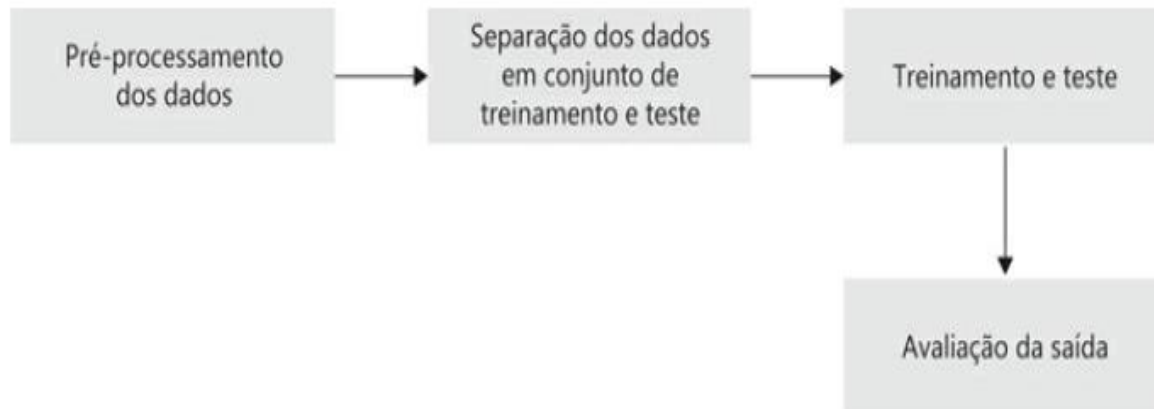 Pré-processamento
dos dados
Separação dos dados
em conjunto de
treinamento e teste
Treinamento e teste
Avaliação da saída